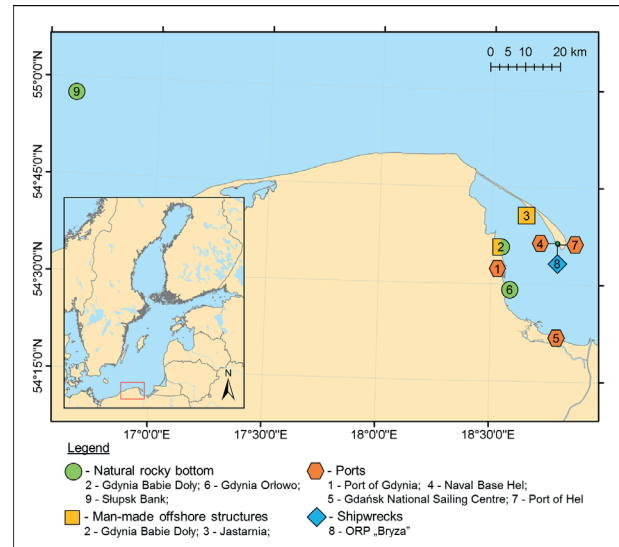 0 5 10 20 km
55°0'0"N
54°45'0"N
54°30'0"N
54°15'0"N
9
3
4
7
2
8
1
6
5
N
17°0'0"E 17°30'0"E 18°0'0"E 18°30'0"E
Legend
- Natural rocky bottom
2 - Gdynia Babie Doły; 6 - Gdynia Orłowo;
9 - Słupsk Bank;
- Man-made offshore structures
2 - Gdynia Babie Doły; 3 - Jastarnia;
- Ports
1 - Port of Gdynia; 4 - Naval Base Hel;
5 - Gdańsk National Sailing Centre; 7 - Port of Hel
- Shipwrecks
8 - ORP „Bryza"